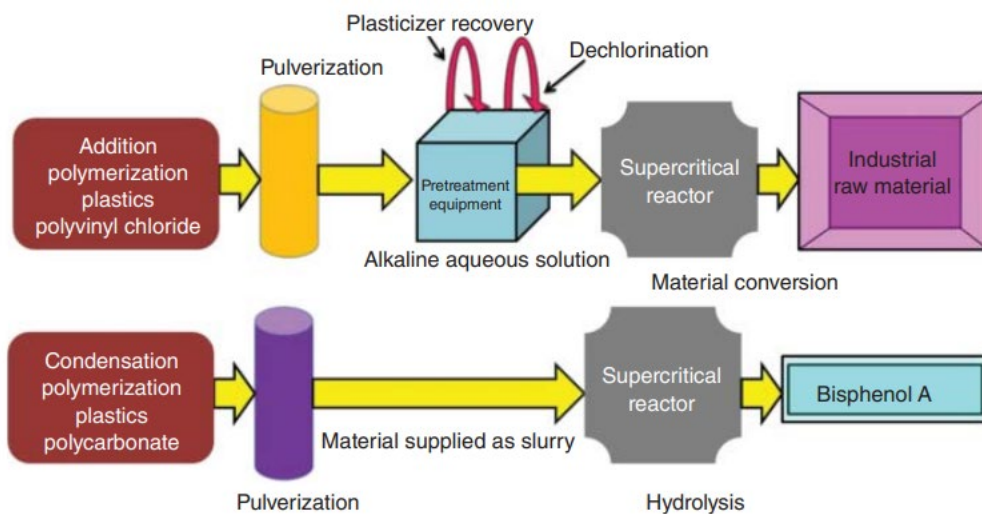 Plasticizer recovery
Dechlorination
Pulverization
Addition
polymerization
plastics
polyvinyl chloride
Pretreatment
equipment
Supercritical
reactor
Industrial
raw material
Alkaline aqueous solution
Material conversion
Condensation
polymerization
plastics
polycarbonate
Supercritical
reactor
Bisphenol A
Material supplied as slurry
Pulverization
Hydrolysis